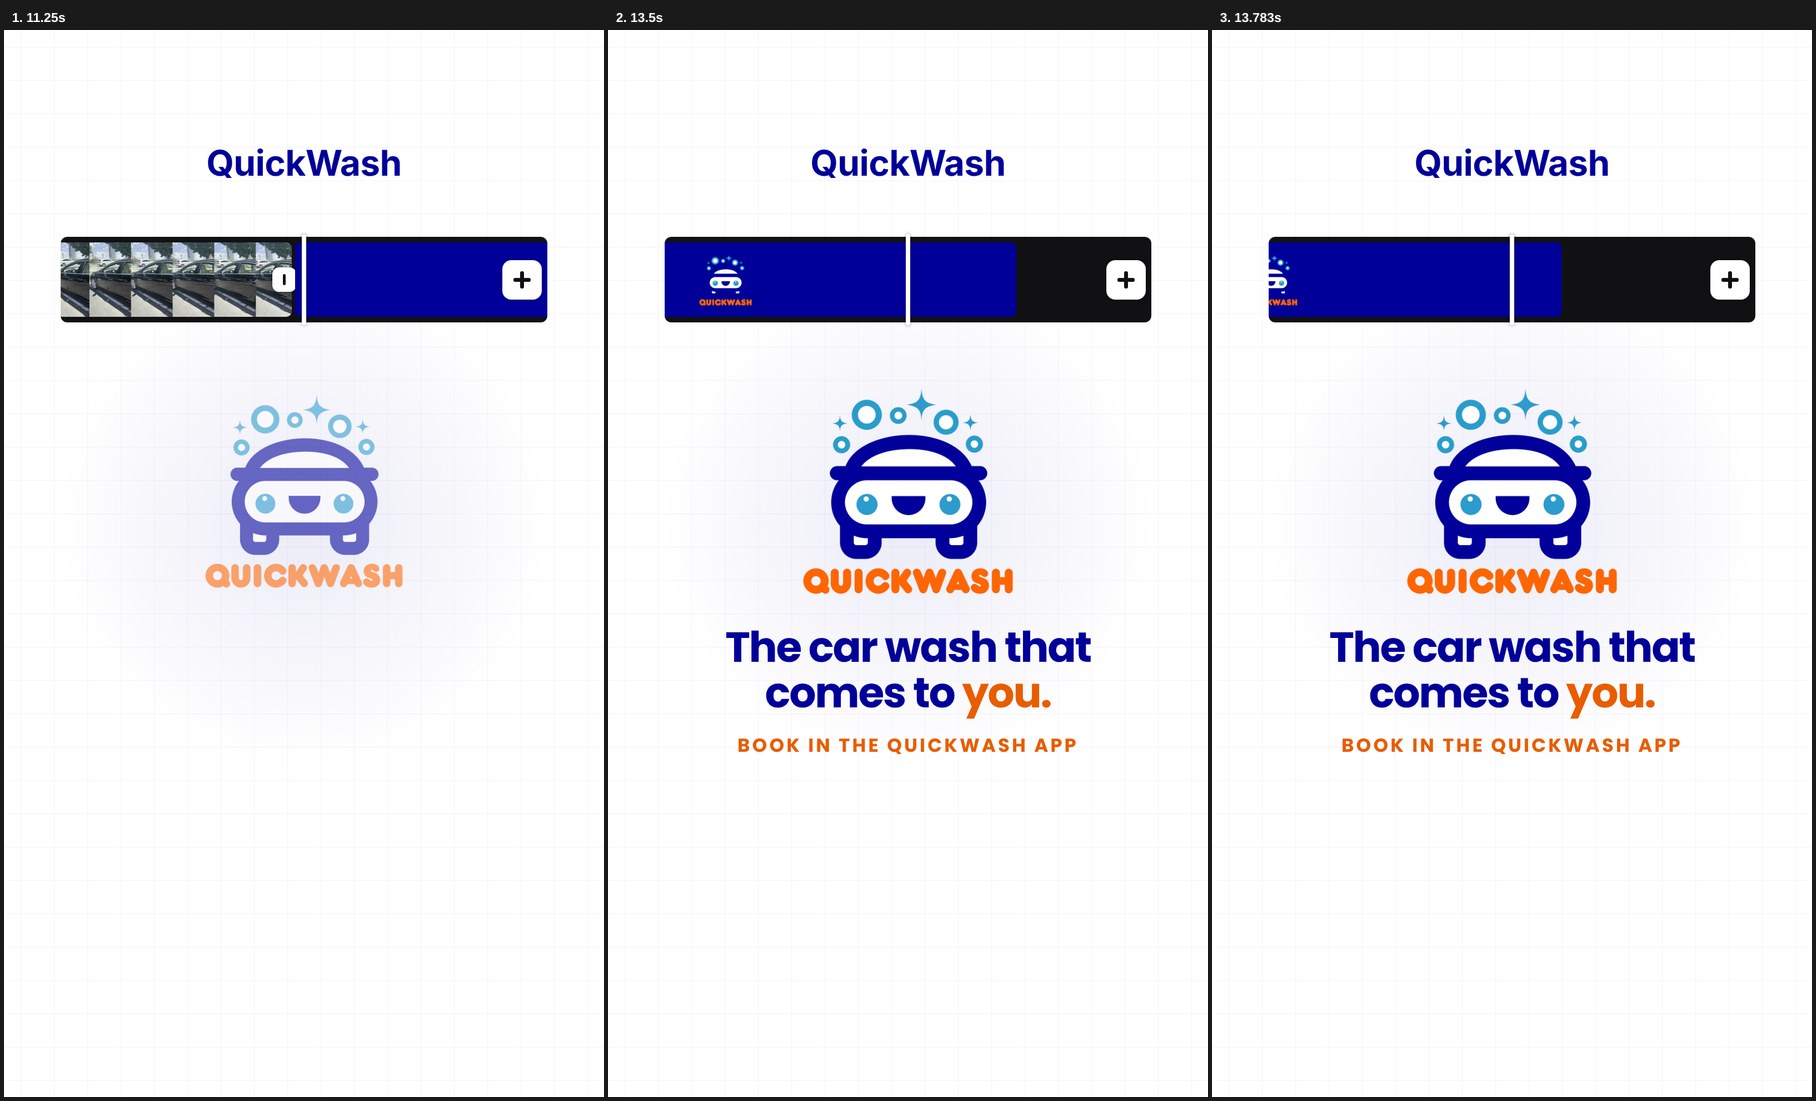 1. 11.25s
QuickWash
QUICKWASH
2. 13.5s
QuickWash
QUICKWASH
QUICKWASH
The car wash that
comes to you.
BOOK IN THE QUICKWASH APP
3. 13.783s
QuickWash
KWASH
QUICKWASH
The car wash that
comes to you.
BOOK IN THE QUICKWASH APP